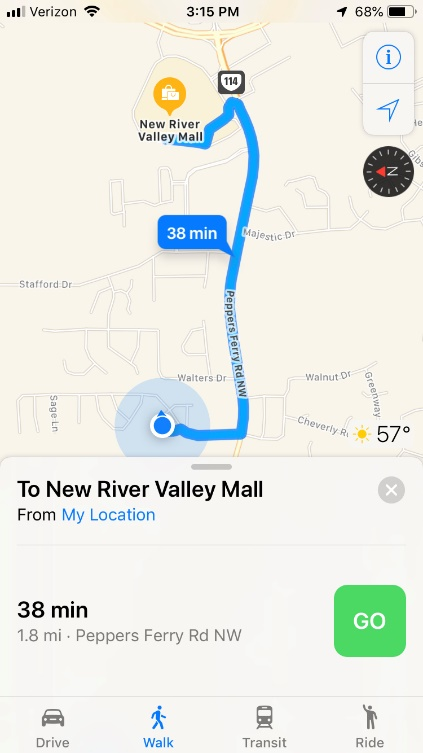 Verizon 3:15 PM 68%
114
New River
Valley Mall
38 min
Majestic Dr
Stafford Dr
Peppers Ferry Rd NW
Walters Dr
Walnut Dr
Sage Ln
Greenway
Cheverly R
57°
To New River Valley Mall
From My Location
38 min
1.8 mi · Peppers Ferry Rd NW
GO
Drive Walk Transit Ride